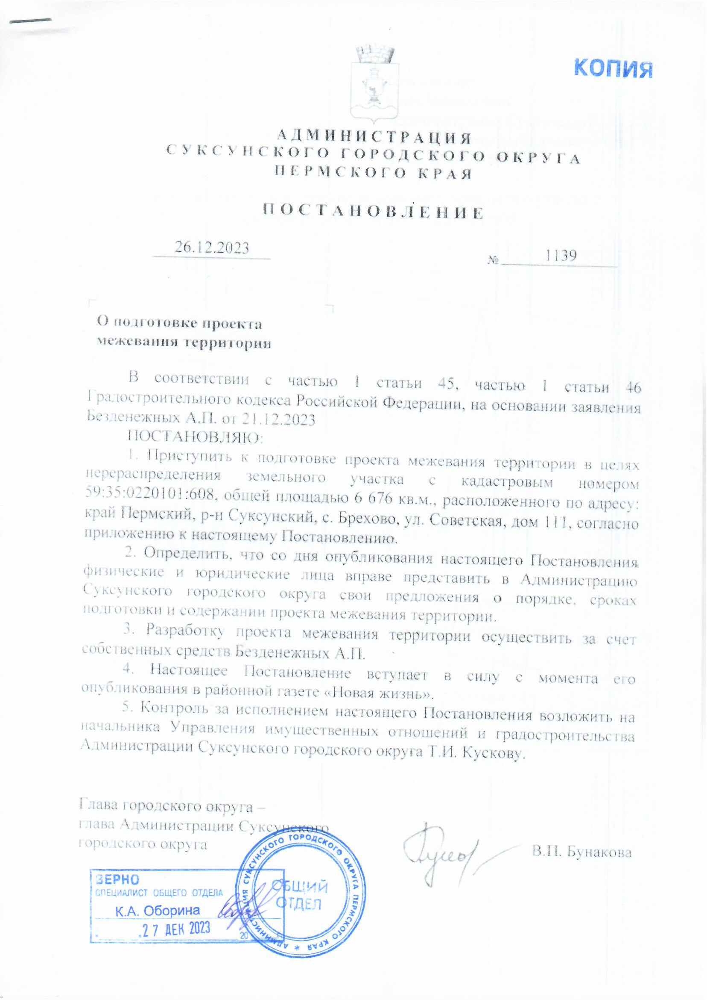 КОПИЯ
АДМИНИСТРАЦИЯ
СУКСУНСКОГО ГОРОДСКОГО ОКРУГА
ПЕРМСКОГО КРАЯ
ПОСТАНОВЛЕНИЕ
26.12.2023
№ 1139
О подготовке проекта
межевания территории
В соответствии с частью 1 статьи 45, частью 1 статьи 46
Градостроительного кодекса Российской Федерации, на основании заявления
Безденежных А.П. от 21.12.2023
ПОСТАНОВЛЯЮ:
1. Приступить к подготовке проекта межевания территории в целях
перераспределения земельного участка с кадастровым номером
59:35:0220101:608, общей площадью 6 676 кв.м., расположенного по адресу:
край Пермский, р-н Суксунский, с. Брехово, ул. Советская, дом 111, согласно
приложению к настоящему Постановлению.
2. Определить, что со дня опубликования настоящего Постановления
физические и юридические лица вправе представить в Администрацию
Суксунского городского округа свои предложения о порядке, сроках
подготовки и содержании проекта межевания территории.
3. Разработку проекта межевания территории осуществить за счет
собственных средств Безденежных А.П.
4. Настоящее Постановление вступает в силу с момента его
опубликования в районной газете «Новая жизнь».
5. Контроль за исполнением настоящего Постановления возложить на
начальника Управления имущественных отношений и градостроительства
Администрации Суксунского городского округа Т.И. Кускову.
Глава городского округа –
глава Администрации Суксунского
городского округа
В.П. Бунакова
ВЕРНО
СПЕЦИАЛИСТ ОБЩЕГО ОТДЕЛА
К.А. Оборина
27 ДЕК 2023
20 г.
АДМИНИСТРАЦИЯ СУКСУНСКОГО ГОРОДСКОГО ОКРУГА ПЕРМСКОГО КРАЯ *
ОБЩИЙ
ОТДЕЛ